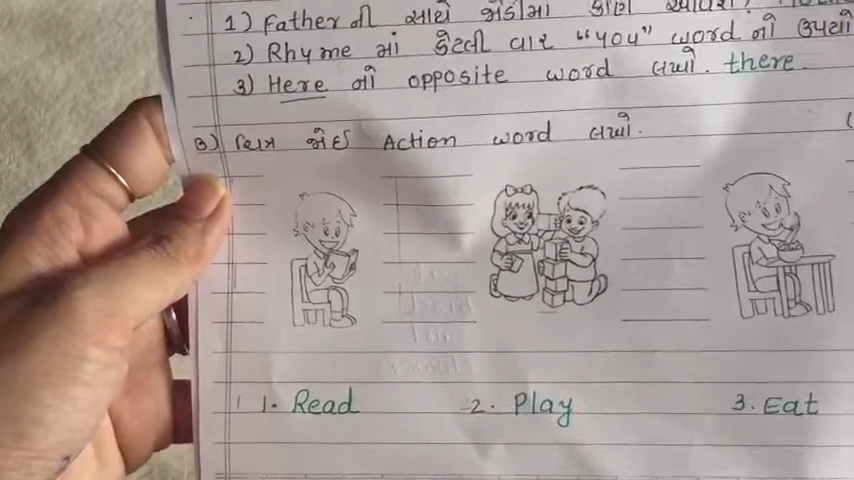 1) Father ની સાથે જોડીમાં કોણ
2) Rhyme માં કેટલી વાર "you" word નો
3) Here નો opposite word લખો. there
ચિત્ર જોઈ Action word લખો.
1. Read 2. Play 3. Eat